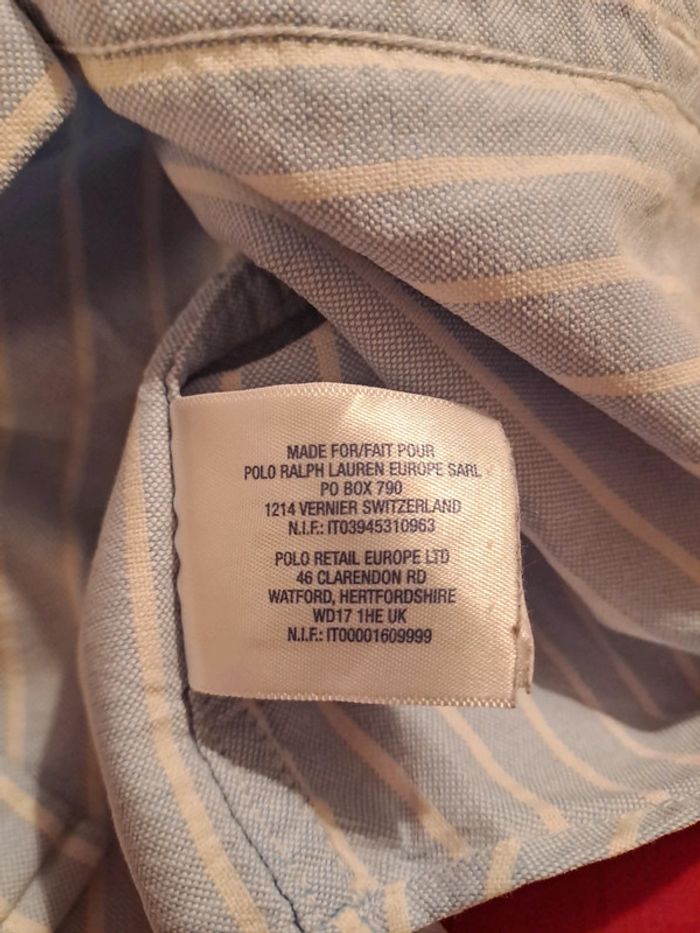 MADE FOR/FAIT POUR
POLO RALPH LAUREN EUROPE SARL
PO BOX 790
1214 VERNIER SWITZERLAND
N.I.F.: IT03945310963
POLO RETAIL EUROPE LTD
46 CLARENDON RD
WATFORD, HERTFORDSHIRE
WD17 1HE UK
N.I.F.: IT00001609999